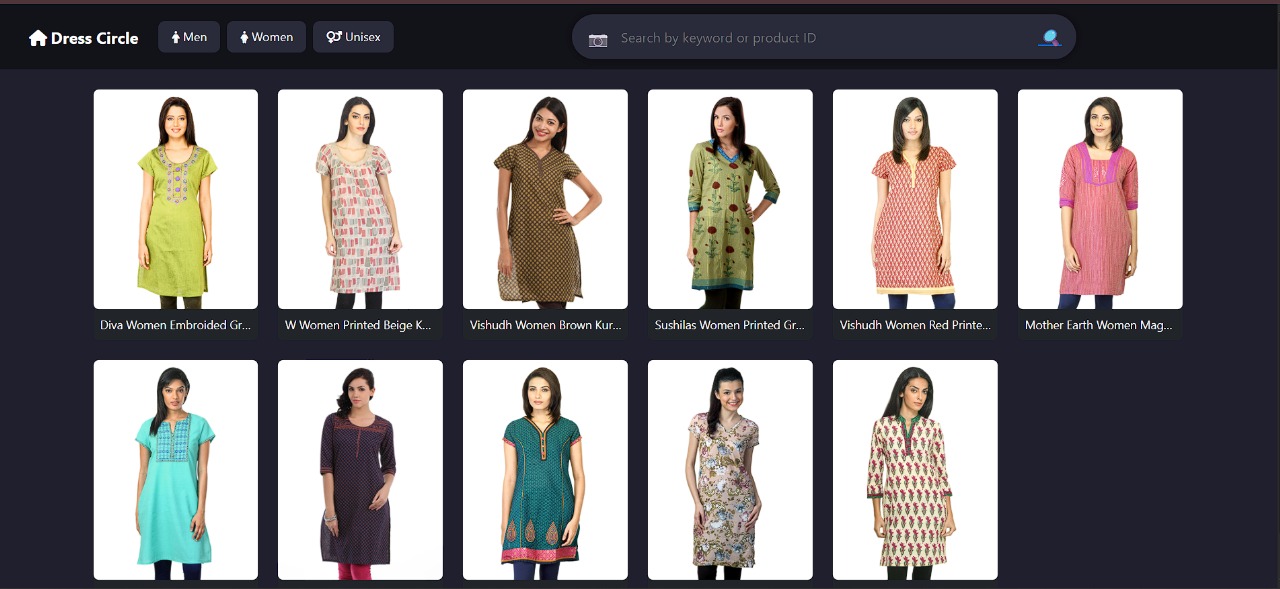 Dress Circle
Men
Women
Unisex
Search by keyword or product ID
Diva Women Embroided Gr...
W Women Printed Beige K...
Vishudh Women Brown Kur...
Sushilas Women Printed Gr...
Vishudh Women Red Printe...
Mother Earth Women Mag...